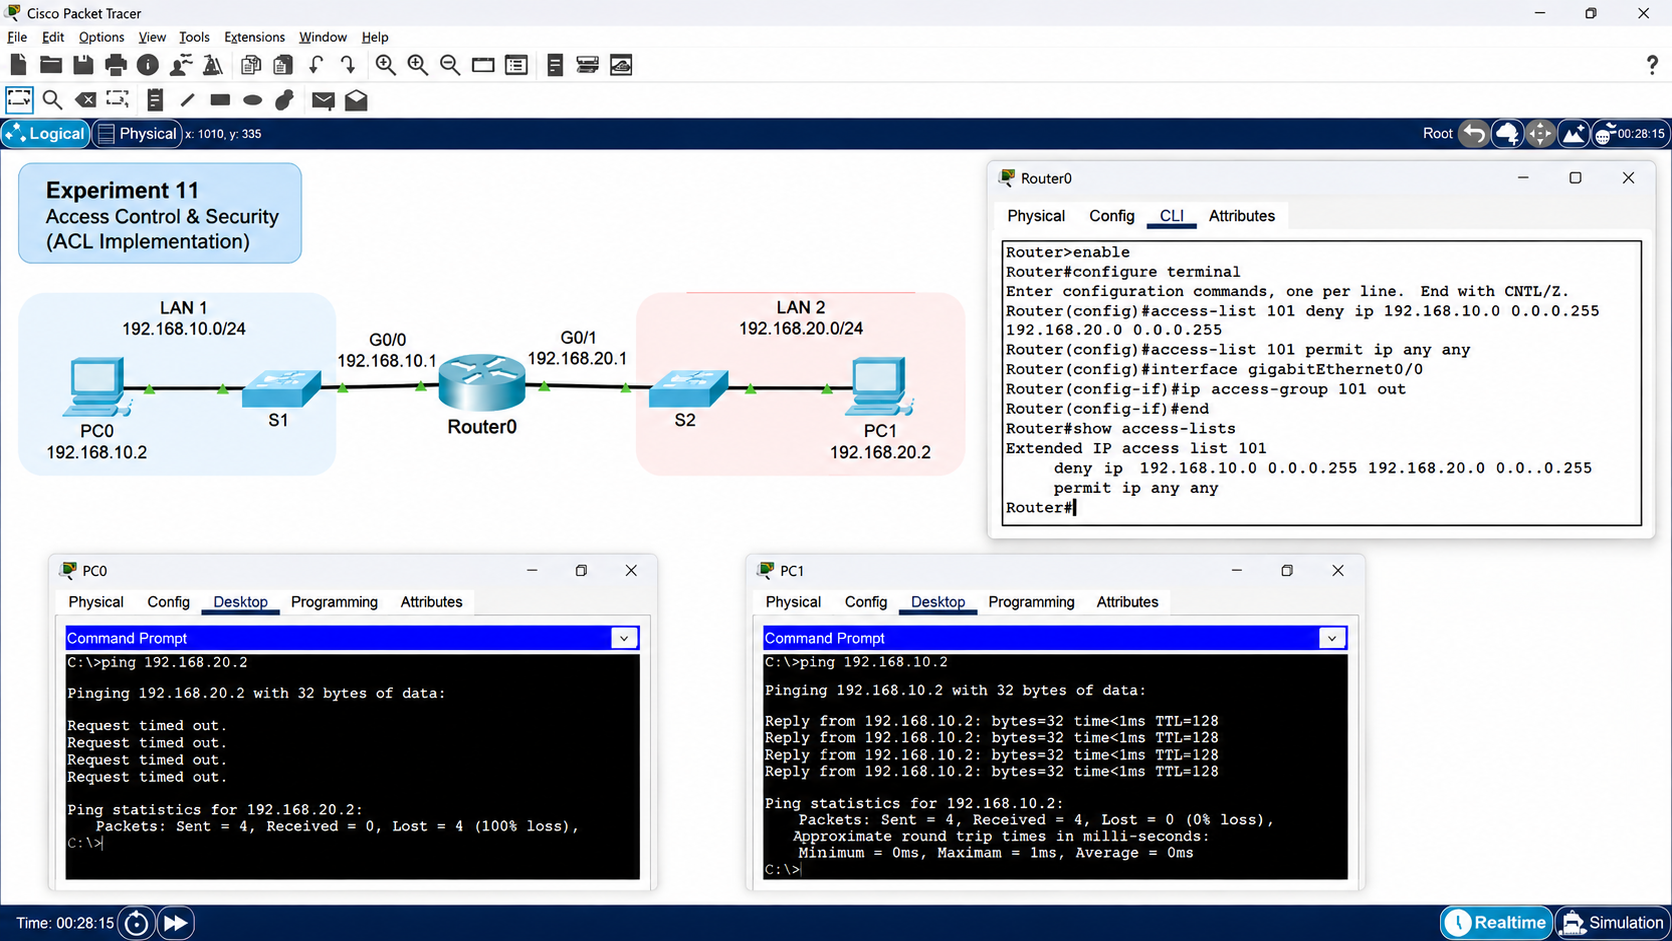 Cisco Packet Tracer
File Edit Options View Tools Extensions Window Help
?
Logical Physical x: 1010, y: 335
Root 00:28:15
Experiment 11
Access Control & Security
(ACL Implementation)
LAN 1
192.168.10.0/24
G0/0
192.168.10.1
G0/1
192.168.20.1
LAN 2
192.168.20.0/24
PC0
192.168.10.2
S1
Router0
S2
PC1
192.168.20.2
Router0
Physical Config CLI Attributes
Router>enable
Router#configure terminal
Enter configuration commands, one per line.  End with CNTL/Z.
Router(config)#access-list 101 deny ip 192.168.10.0 0.0.0.255
192.168.20.0 0.0.0.255
Router(config)#access-list 101 permit ip any any
Router(config)#interface gigabitEthernet0/0
Router(config-if)#ip access-group 101 out
Router(config-if)#end
Router#show access-lists
Extended IP access list 101
deny ip  192.168.10.0 0.0.0.255 192.168.20.0 0.0..0.255
permit ip any any
Router#
PC0
Physical Config Desktop Programming Attributes
Command Prompt
C:\>ping 192.168.20.2
Pinging 192.168.20.2 with 32 bytes of data:
Request timed out.
Request timed out.
Request timed out.
Request timed out.
Ping statistics for 192.168.20.2:
Packets: Sent = 4, Received = 0, Lost = 4 (100% loss),
C:\>
PC1
Physical Config Desktop Programming Attributes
Command Prompt
C:\>ping 192.168.10.2
Pinging 192.168.10.2 with 32 bytes of data:
Reply from 192.168.10.2: bytes=32 time<1ms TTL=128
Reply from 192.168.10.2: bytes=32 time<1ms TTL=128
Reply from 192.168.10.2: bytes=32 time<1ms TTL=128
Reply from 192.168.10.2: bytes=32 time<1ms TTL=128
Ping statistics for 192.168.10.2:
Packets: Sent = 4, Received = 4, Lost = 0 (0% loss),
Approximate round trip times in milli-seconds:
Minimum = 0ms, Maximam = 1ms, Average = 0ms
C:\>
Time: 00:28:15
Realtime Simulation